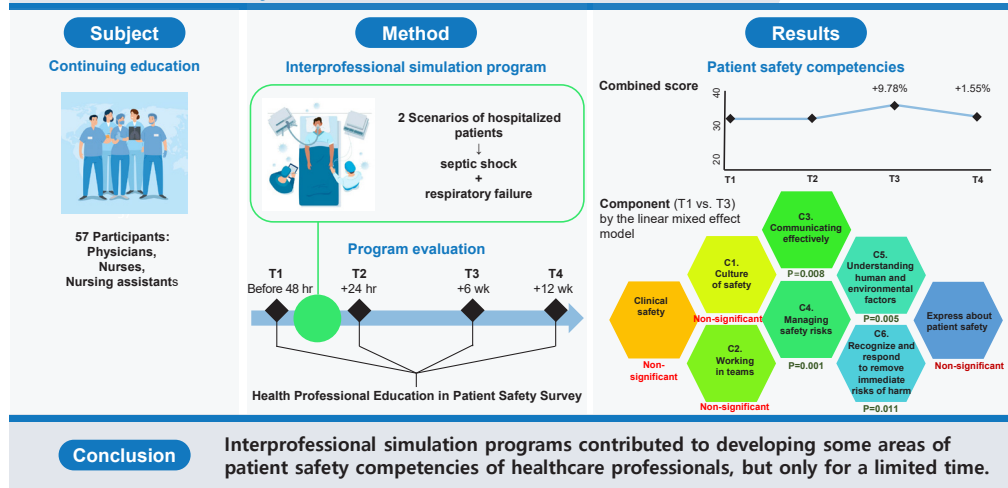 Subject
Continuing education
57 Participants:
Physicians,
Nurses,
Nursing assistants
Method
Interprofessional simulation program
2 Scenarios of hospitalized
patients
↓
septic shock
+
respiratory failure
Program evaluation
T1
Before 48 hr
T2
+24 hr
T3
+6 wk
T4
+12 wk
Health Professional Education in Patient Safety Survey
Results
Patient safety competencies
Combined score
40
30
20
+9.78%
+1.55%
T1
T2
T3
T4
Component (T1 vs. T3)
by the linear mixed effect
model
Clinical
safety
Non-
significant
C1.
Culture
of safety
Non-significant
C2.
Working
in teams
Non-significant
C3.
Communicating
effectively
P=0.008
C4.
Managing
safety risks
P=0.001
C5.
Understanding
human and
environmental
factors
P=0.005
C6.
Recognize and
respond
to remove
immediate
risks of harm
P=0.011
Express about
patient safety
Non-significant
Conclusion
Interprofessional simulation programs contributed to developing some areas of
patient safety competencies of healthcare professionals, but only for a limited time.